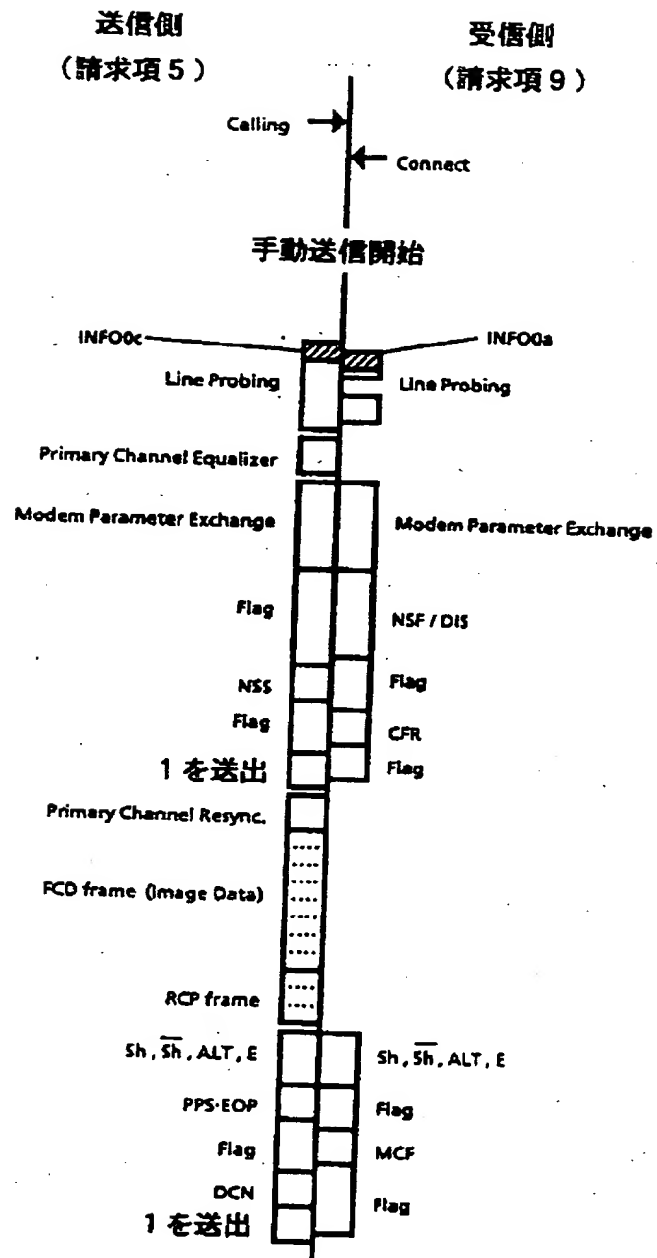 送信側
（請求項5）
受信側
（請求項9）
Calling
Connect
手動送信開始
INFO0c
INFO0a
Line Probing
Line Probing
Primary Channel Equalizer
Modem Parameter Exchange
Modem Parameter Exchange
Flag
NSF / DIS
NSS
Flag
Flag
CFR
1を送出
Flag
Primary Channel Resync.
FCD frame (Image Data)
RCP frame
Sh, S̅h̅, ALT, E
Sh, S̅h̅, ALT, E
PPS·EOP
Flag
Flag
MCF
DCN
Flag
1を送出